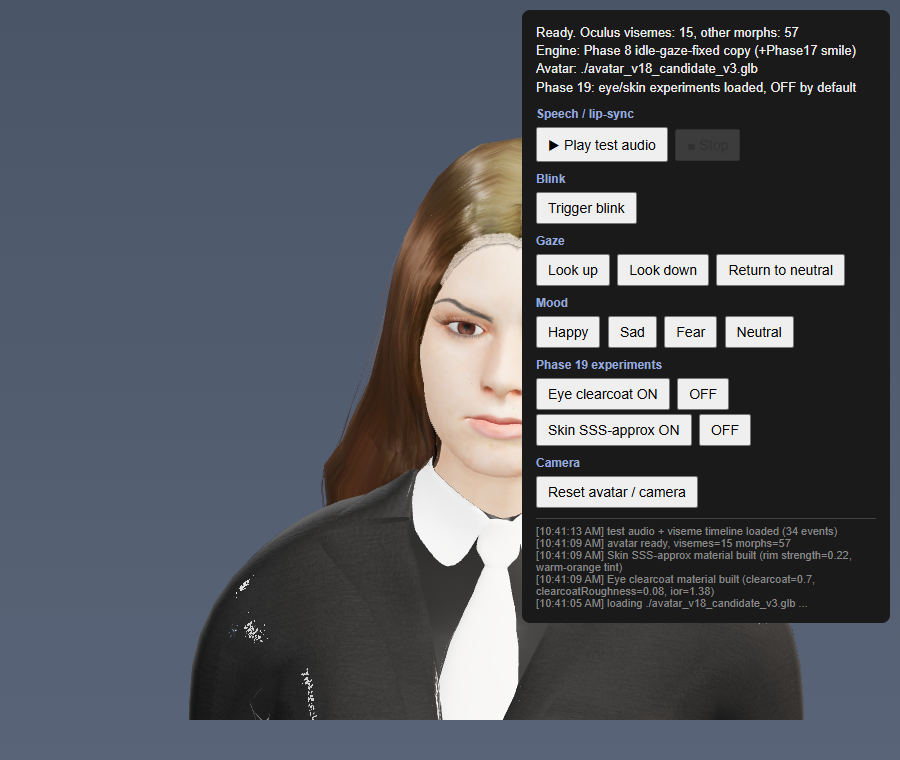 Ready. Oculus visemes: 15, other morphs: 57
Engine: Phase 8 idle-gaze-fixed copy (+Phase17 smile)
Avatar: ./avatar_v18_candidate_v3.glb
Phase 19: eye/skin experiments loaded, OFF by default
Speech / lip-sync
▶ Play test audio ■ Stop
Blink
Trigger blink
Gaze
Look up Look down Return to neutral
Mood
Happy Sad Fear Neutral
Phase 19 experiments
Eye clearcoat ON OFF
Skin SSS-approx ON OFF
Camera
Reset avatar / camera
[10:41:13 AM] test audio + viseme timeline loaded (34 events)
[10:41:09 AM] avatar ready, visemes=15 morphs=57
[10:41:09 AM] Skin SSS-approx material built (rim strength=0.22,
warm-orange tint)
[10:41:09 AM] Eye clearcoat material built (clearcoat=0.7,
clearcoatRoughness=0.08, ior=1.38)
[10:41:05 AM] loading ./avatar_v18_candidate_v3.glb ...